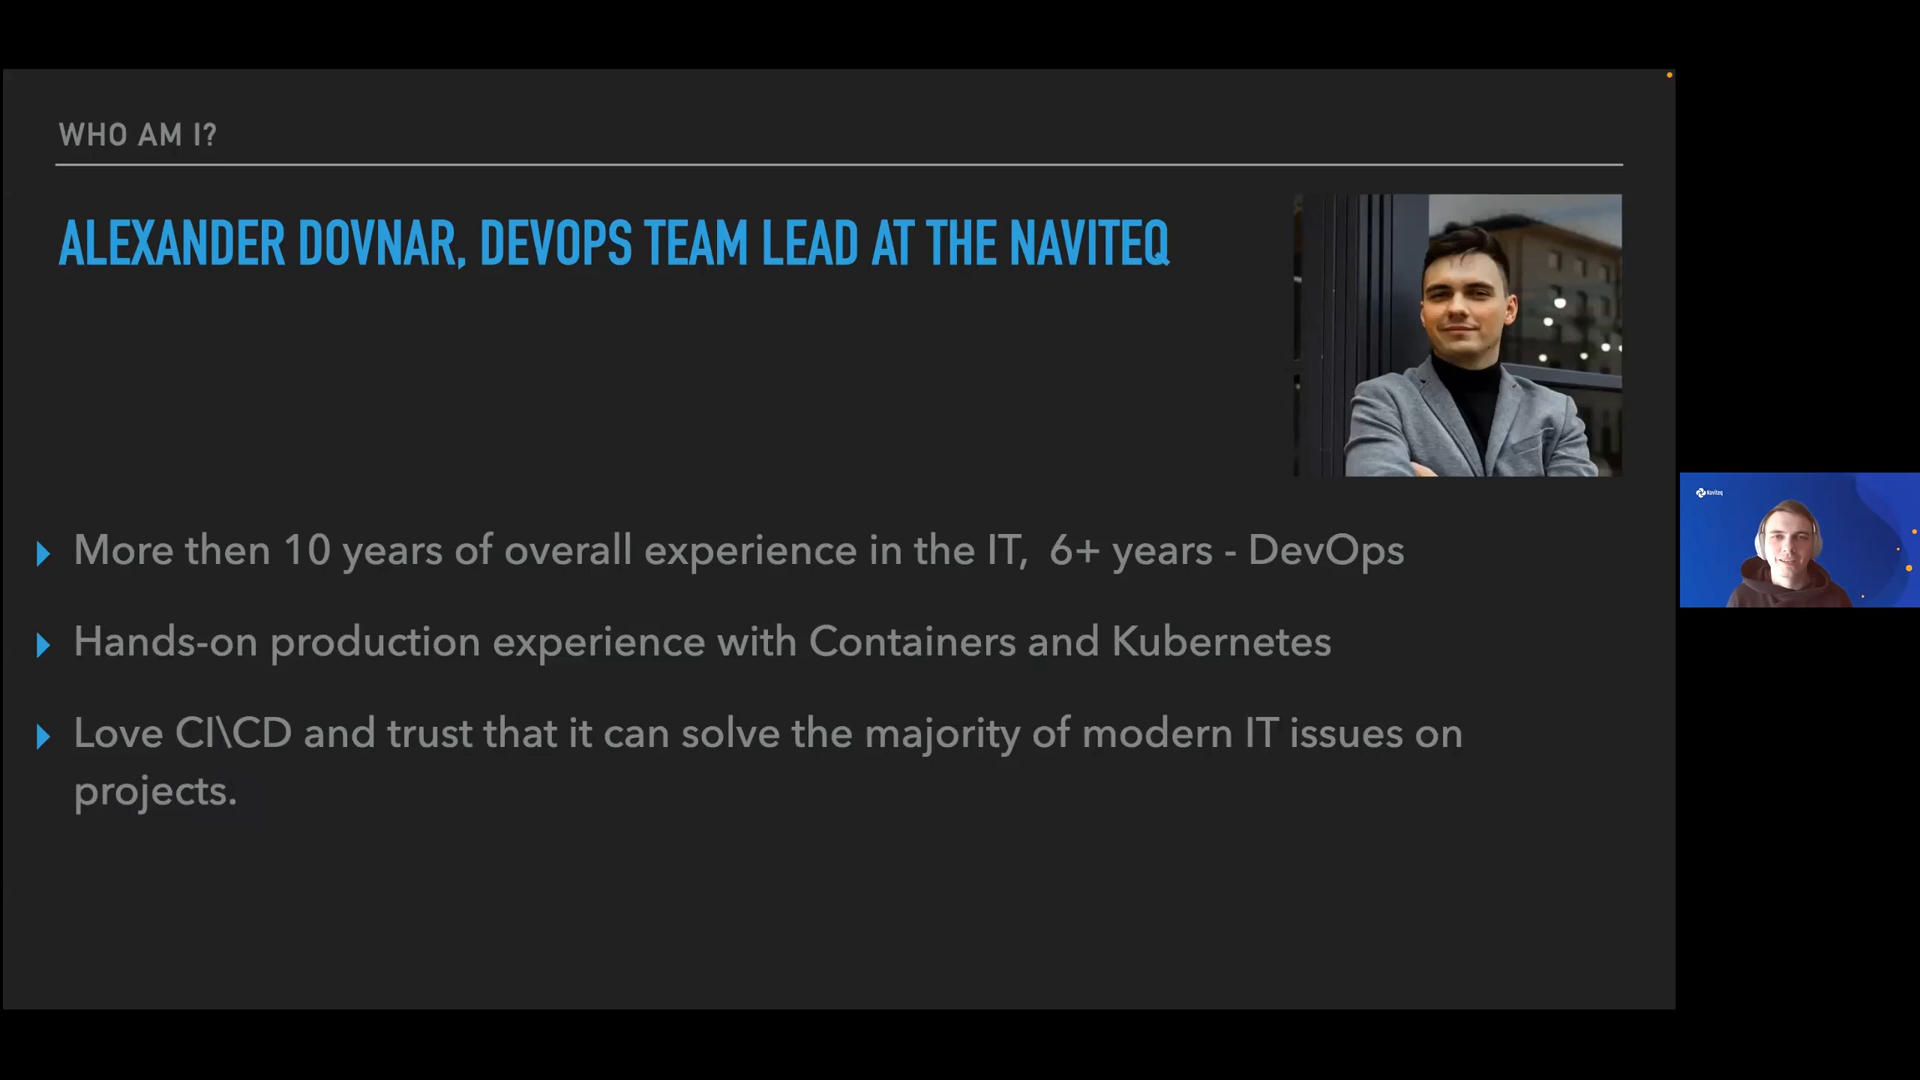 WHO AM I?
ALEXANDER DOVNAR, DEVOPS TEAM LEAD AT THE NAVITEQ
More then 10 years of overall experience in the IT,  6+ years - DevOps
Hands-on production experience with Containers and Kubernetes
Love CI\CD and trust that it can solve the majority of modern IT issues on
projects.
Naviteq